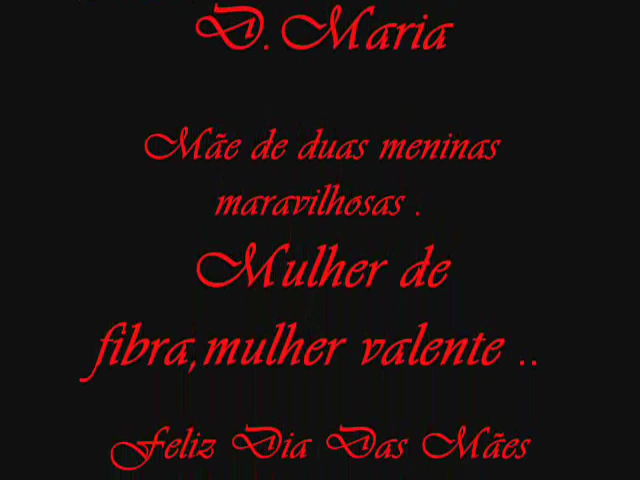 D.Maria
Mãe de duas meninas
maravilhosas .
Mulher de
fibra,mulher valente ..
Feliz Dia Das Mães